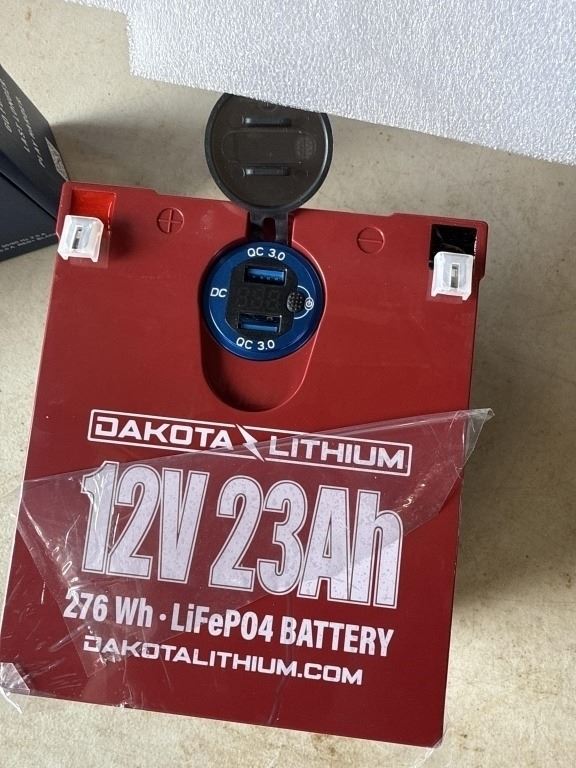 QC 3.0
DC
QC 3.0
DAKOTA LITHIUM
12V 23Ah
276 Wh · LiFePO4 BATTERY
DAKOTALITHIUM.COM